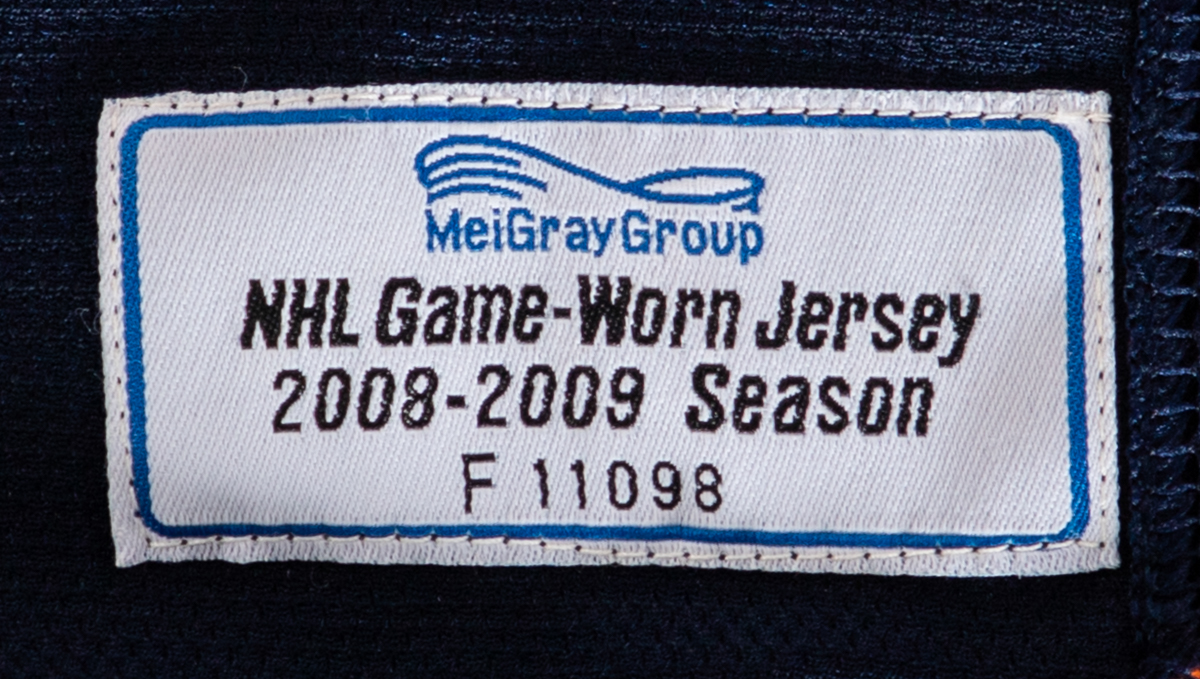 MeiGrayGroup
NHL Game-Worn Jersey
2008-2009 Season
F 11098